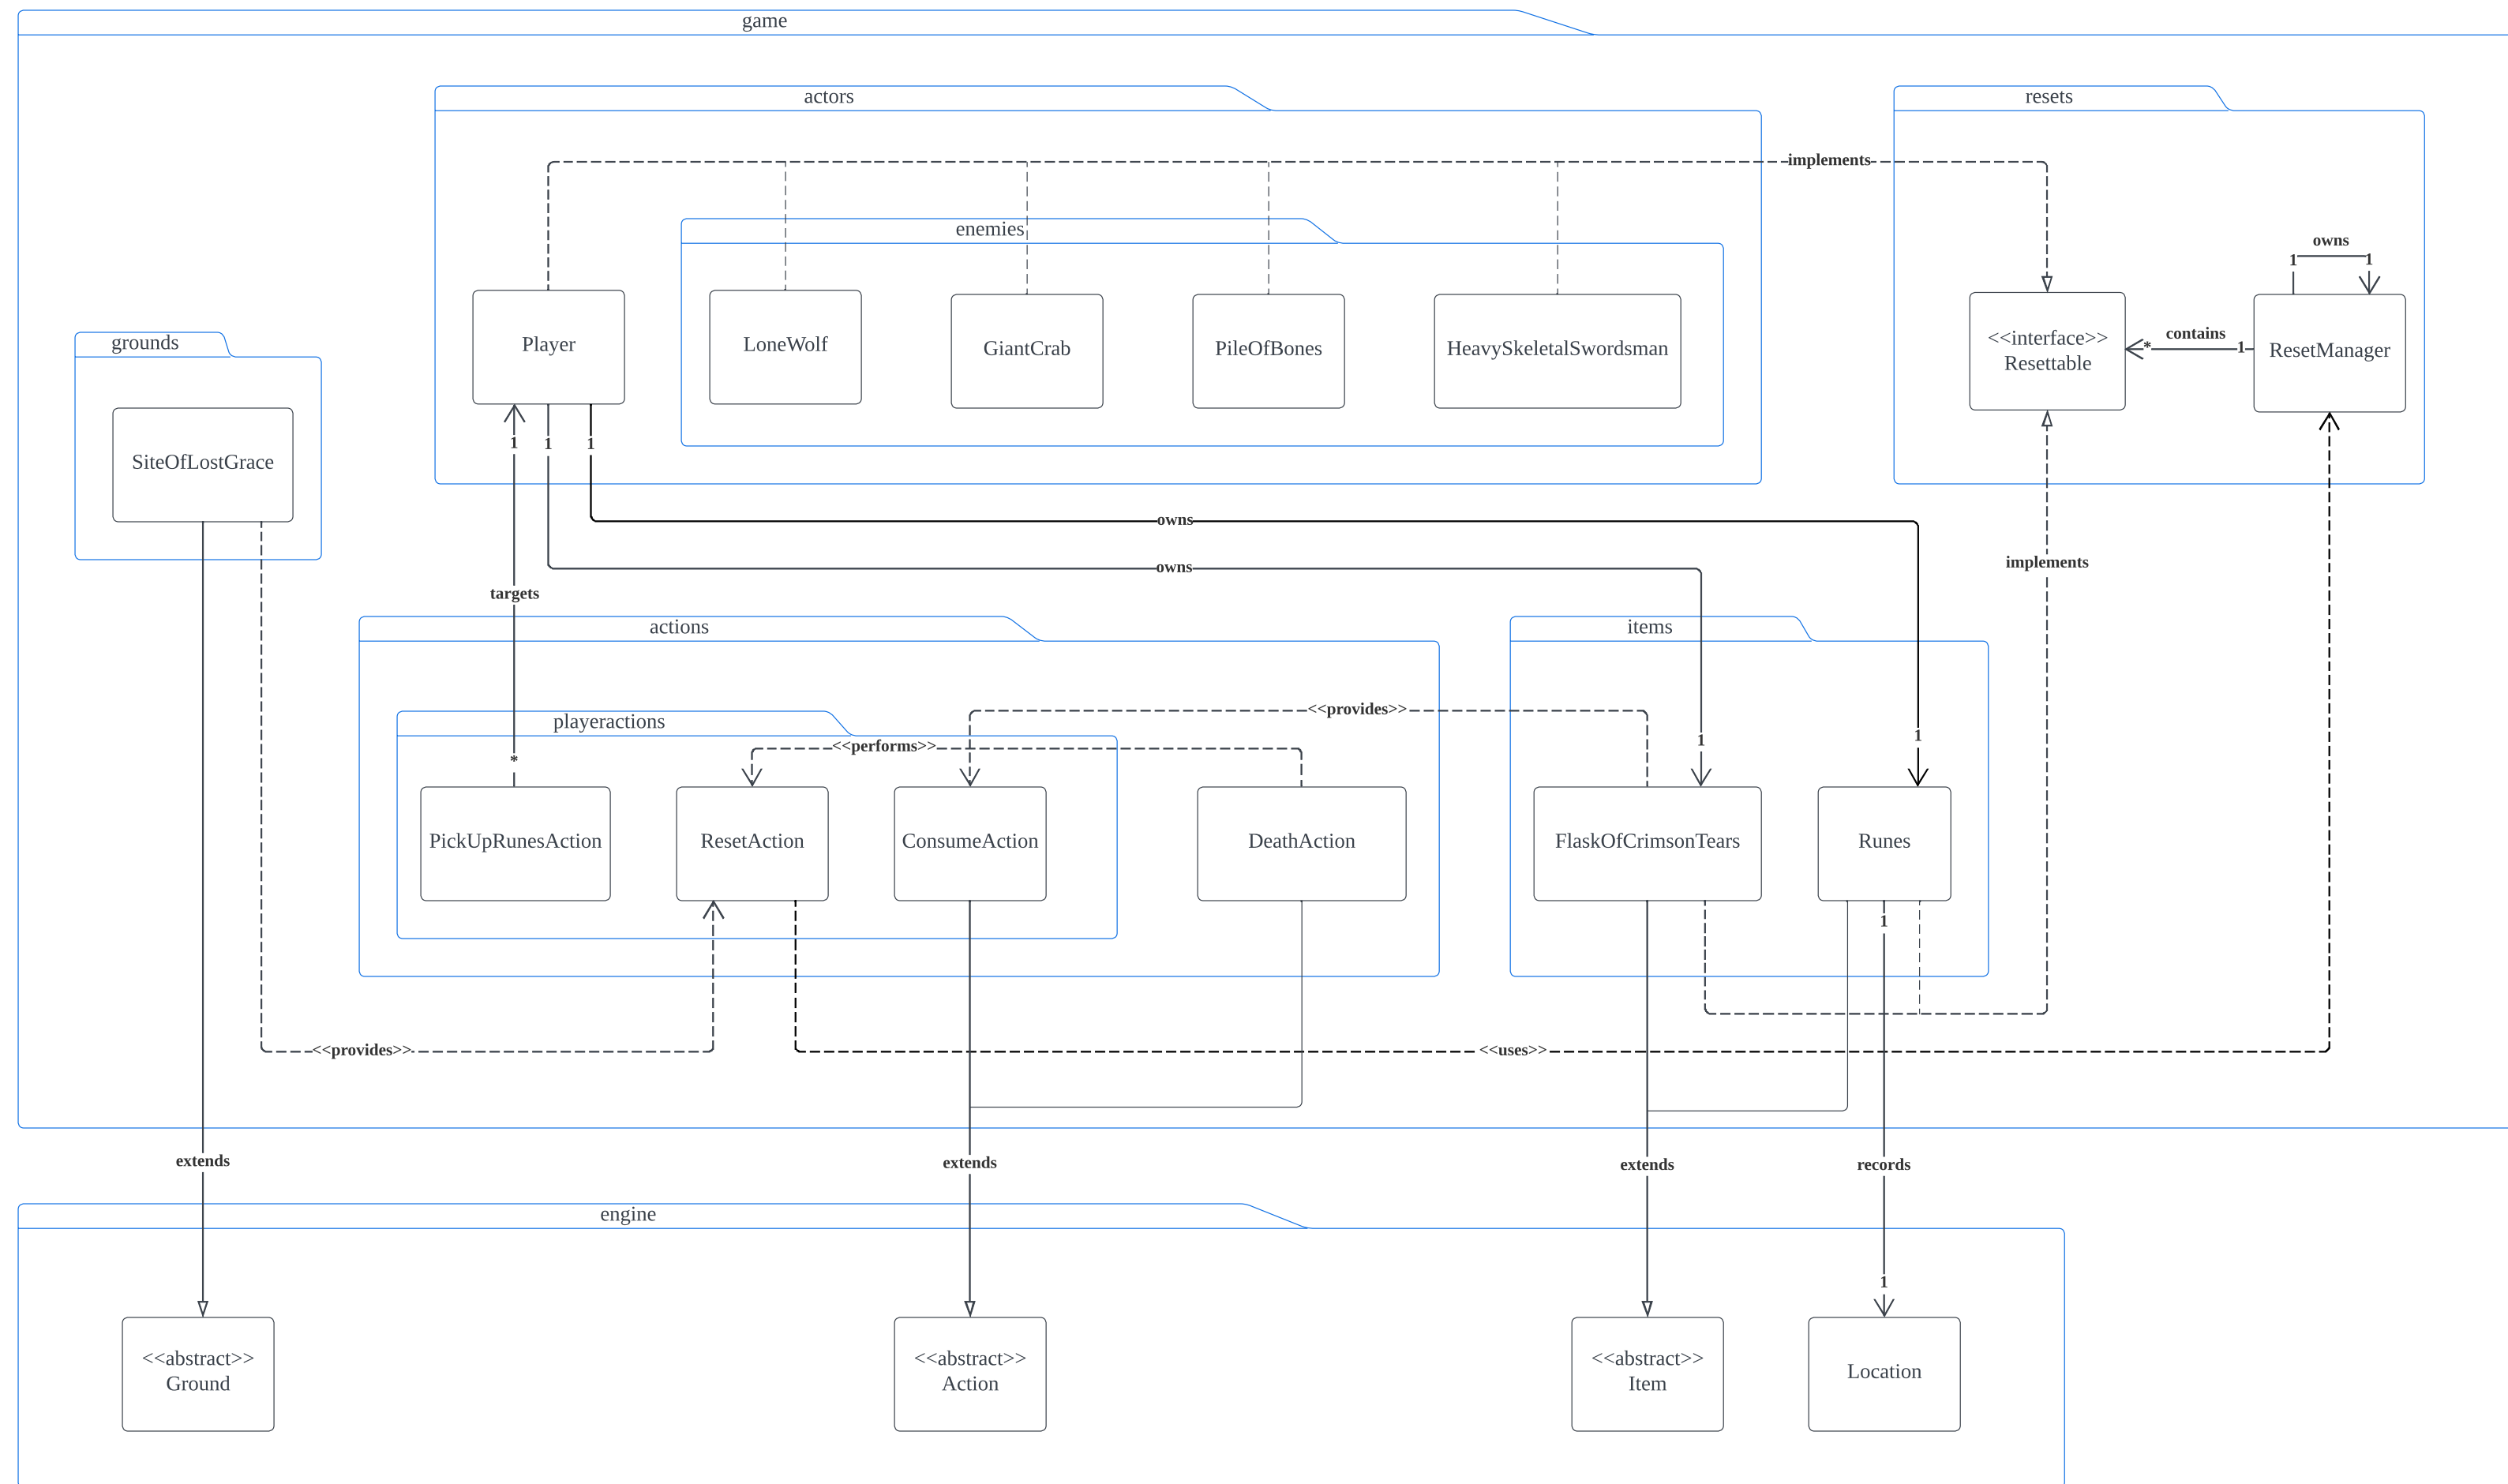 game
actors
resets
implements
enemies
owns
1
1
Player
LoneWolf
GiantCrab
PileOfBones
HeavySkeletalSwordsman
<<interface>>
Resettable
contains
*
1
ResetManager
grounds
SiteOfLostGrace
1
1
1
owns
owns
implements
targets
actions
items
playeractions
<<provides>>
<<performs>>
*
1
1
PickUpRunesAction
ResetAction
ConsumeAction
DeathAction
FlaskOfCrimsonTears
Runes
1
<<provides>>
<<uses>>
extends
extends
extends
records
engine
1
<<abstract>>
Ground
<<abstract>>
Action
<<abstract>>
Item
Location